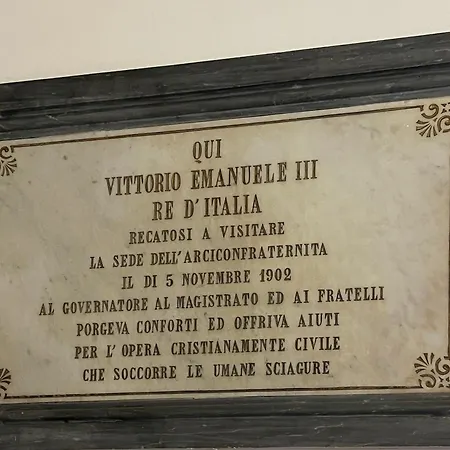 QUI
VITTORIO EMANUELE III
RE D'ITALIA
RECATOSI A VISITARE
LA SEDE DELL'ARCICONFRATERNITA
IL DI 5 NOVEMBRE 1902
AL GOVERNATORE AL MAGISTRATO ED AI FRATELLI
PORGEVA CONFORTI ED OFFRIVA AIUTI
PER L'OPERA CRISTIANAMENTE CIVILE
CHE SOCCORRE LE UMANE SCIAGURE